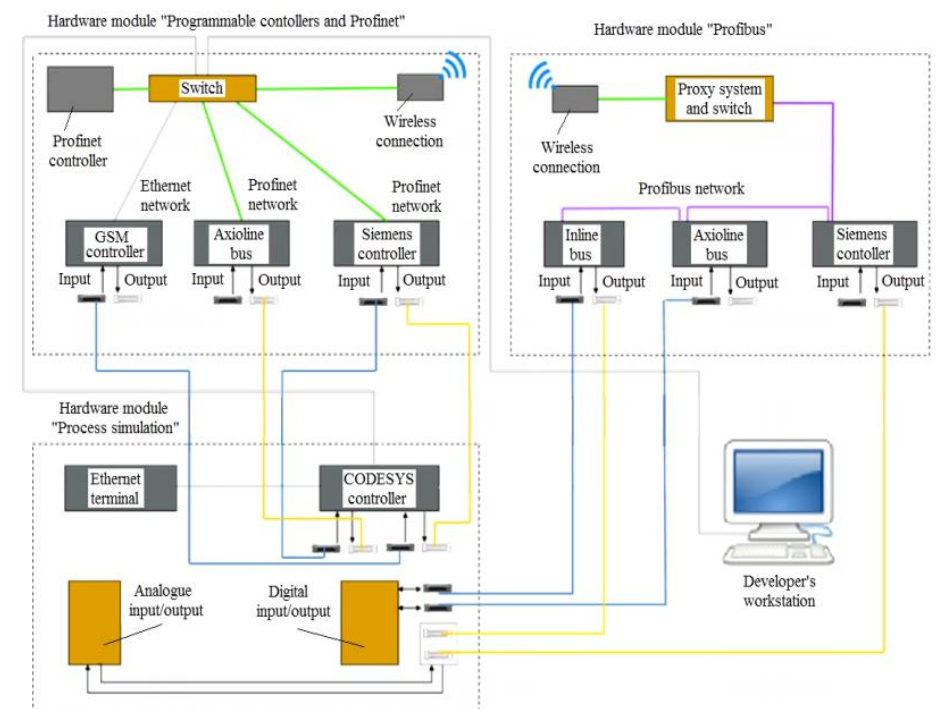 Hardware module "Programmable contollers and Profinet"
Hardware module "Profibus"
Switch
Profinet
controller
Wireless
connection
Ethernet
network
Profinet
network
Profinet
network
GSM
controller
Axioline
bus
Siemens
controller
Input
Output
Input
Output
Input
Output
Proxy system
and switch
Wireless
connection
Profibus network
Inline
bus
Axioline
bus
Siemens
contoller
Input
Output
Input
Output
Input
Output
Hardware module
"Process simulation"
Ethernet
terminal
CODESYS
controller
Analogue
input/output
Digital
input/output
Developer's
workstation